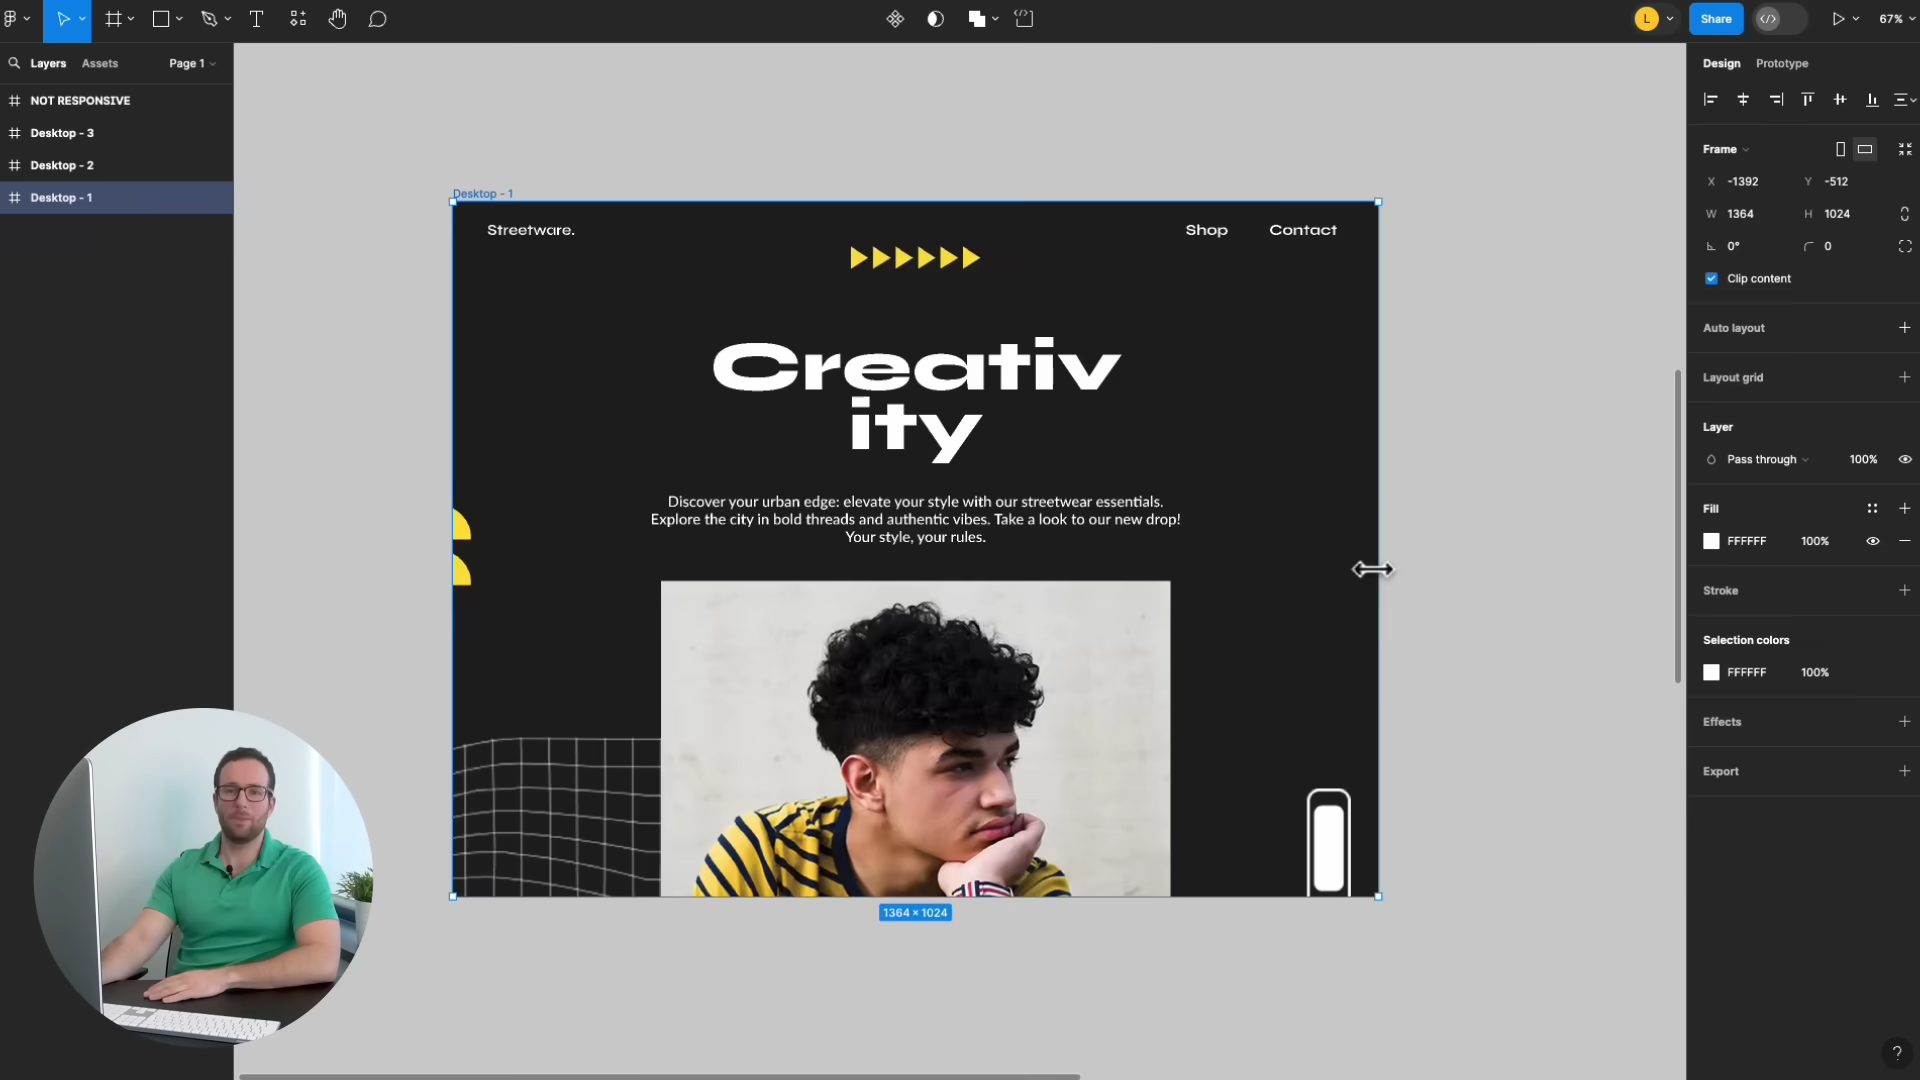 L
Share
67%
Layers
Assets
Page 1
NOT RESPONSIVE
Desktop - 3
Desktop - 2
Desktop - 1
Desktop - 1
Streetware.
Shop
Contact
Creativ
ity
Discover your urban edge: elevate your style with our streetwear essentials.
Explore the city in bold threads and authentic vibes. Take a look to our new drop!
Your style, your rules.
1364 × 1024
Design
Prototype
Frame
X -1392
Y -512
W 1364
H 1024
0°
0
Clip content
Auto layout
Layout grid
Layer
Pass through
100%
Fill
FFFFFF
100%
Stroke
Selection colors
FFFFFF
100%
Effects
Export
?